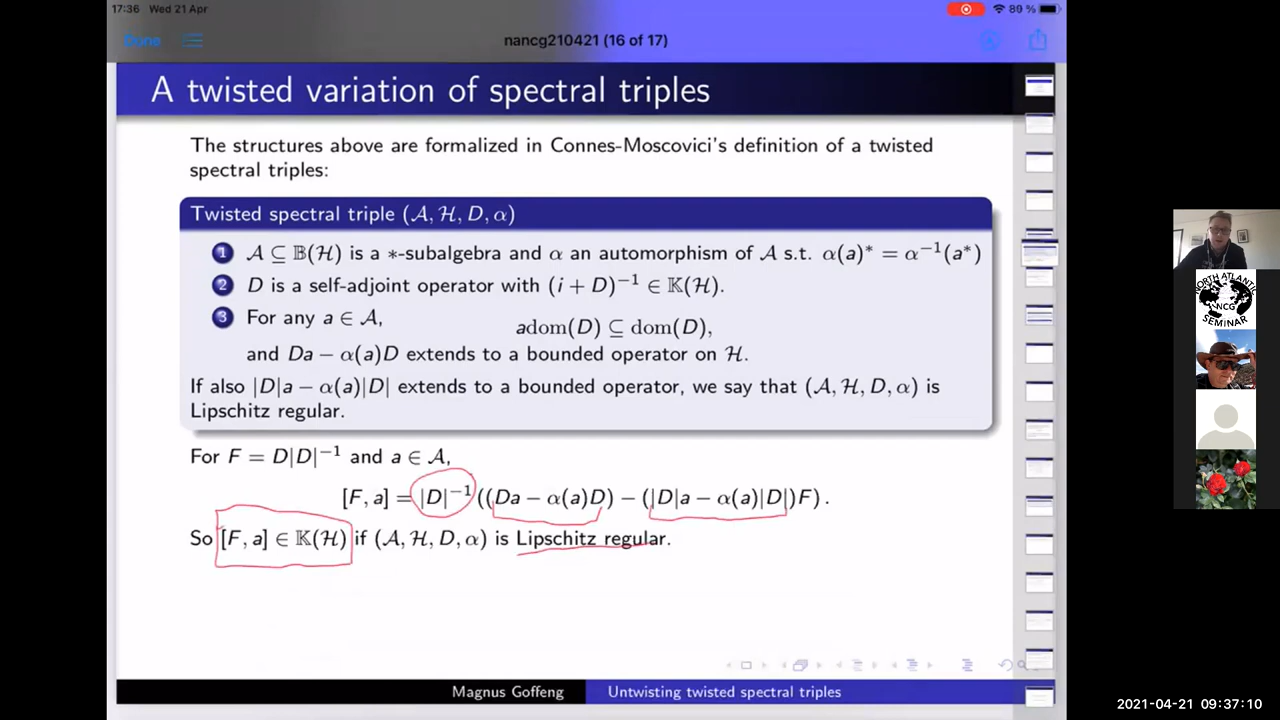 17:36 Wed 21 Apr
89 %
Done
nancg210421 (16 of 17)
A twisted variation of spectral triples
The structures above are formalized in Connes-Moscovici's definition of a twisted
spectral triples:
Twisted spectral triple (𝒜, ℋ, D, α)
1 𝒜 ⊆ 𝔹(ℋ) is a *-subalgebra and α an automorphism of 𝒜 s.t. α(a)* = α⁻¹(a*)
2 D is a self-adjoint operator with (i + D)⁻¹ ∈ 𝕂(ℋ).
3 For any a ∈ 𝒜,
adom(D) ⊆ dom(D),
and Da − α(a)D extends to a bounded operator on ℋ.
If also |D|a − α(a)|D| extends to a bounded operator, we say that (𝒜, ℋ, D, α) is
Lipschitz regular.
For F = D|D|⁻¹ and a ∈ 𝒜,
[F, a] = |D|⁻¹ ((Da − α(a)D) − (|D|a − α(a)|D|)F) .
So [F, a] ∈ 𝕂(ℋ) if (𝒜, ℋ, D, α) is Lipschitz regular.
Magnus Goffeng
Untwisting twisted spectral triples
NORTH ATLANTIC
NCG
SEMINAR
2021-04-21 09:37:10